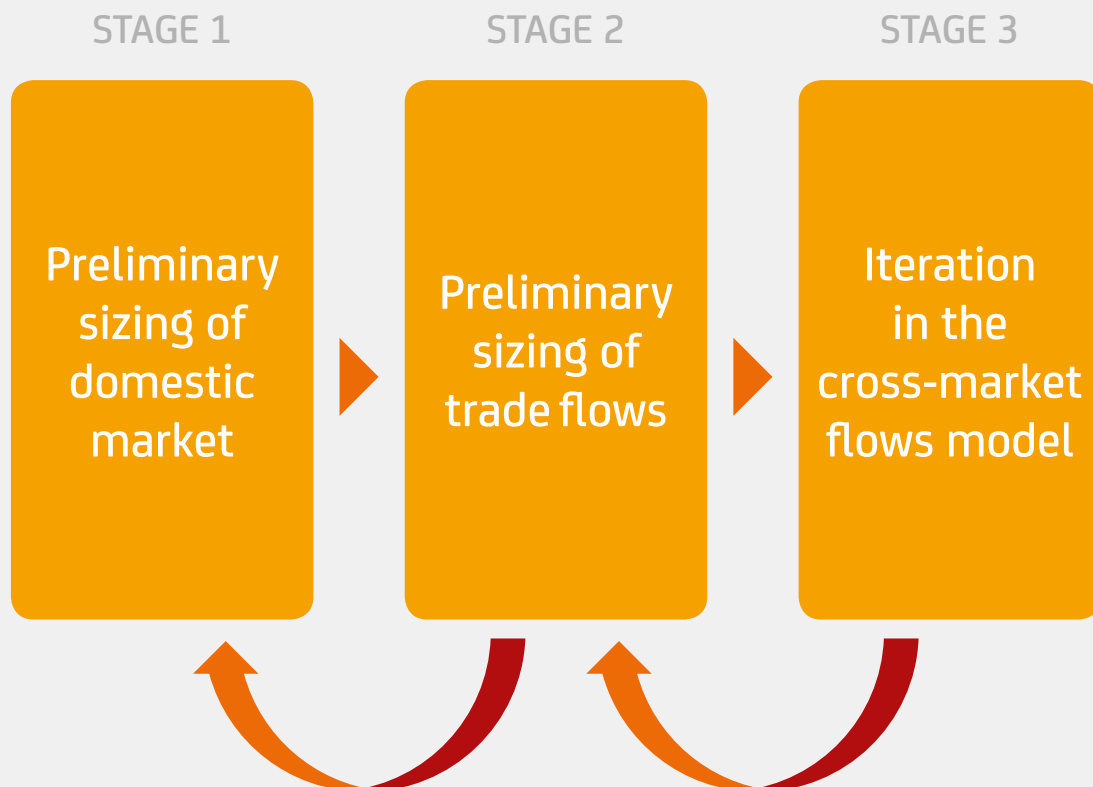 STAGE 1
STAGE 2
STAGE 3
Preliminary
sizing of
domestic
market
Preliminary
sizing of
trade flows
Iteration
in the
cross-market
flows model